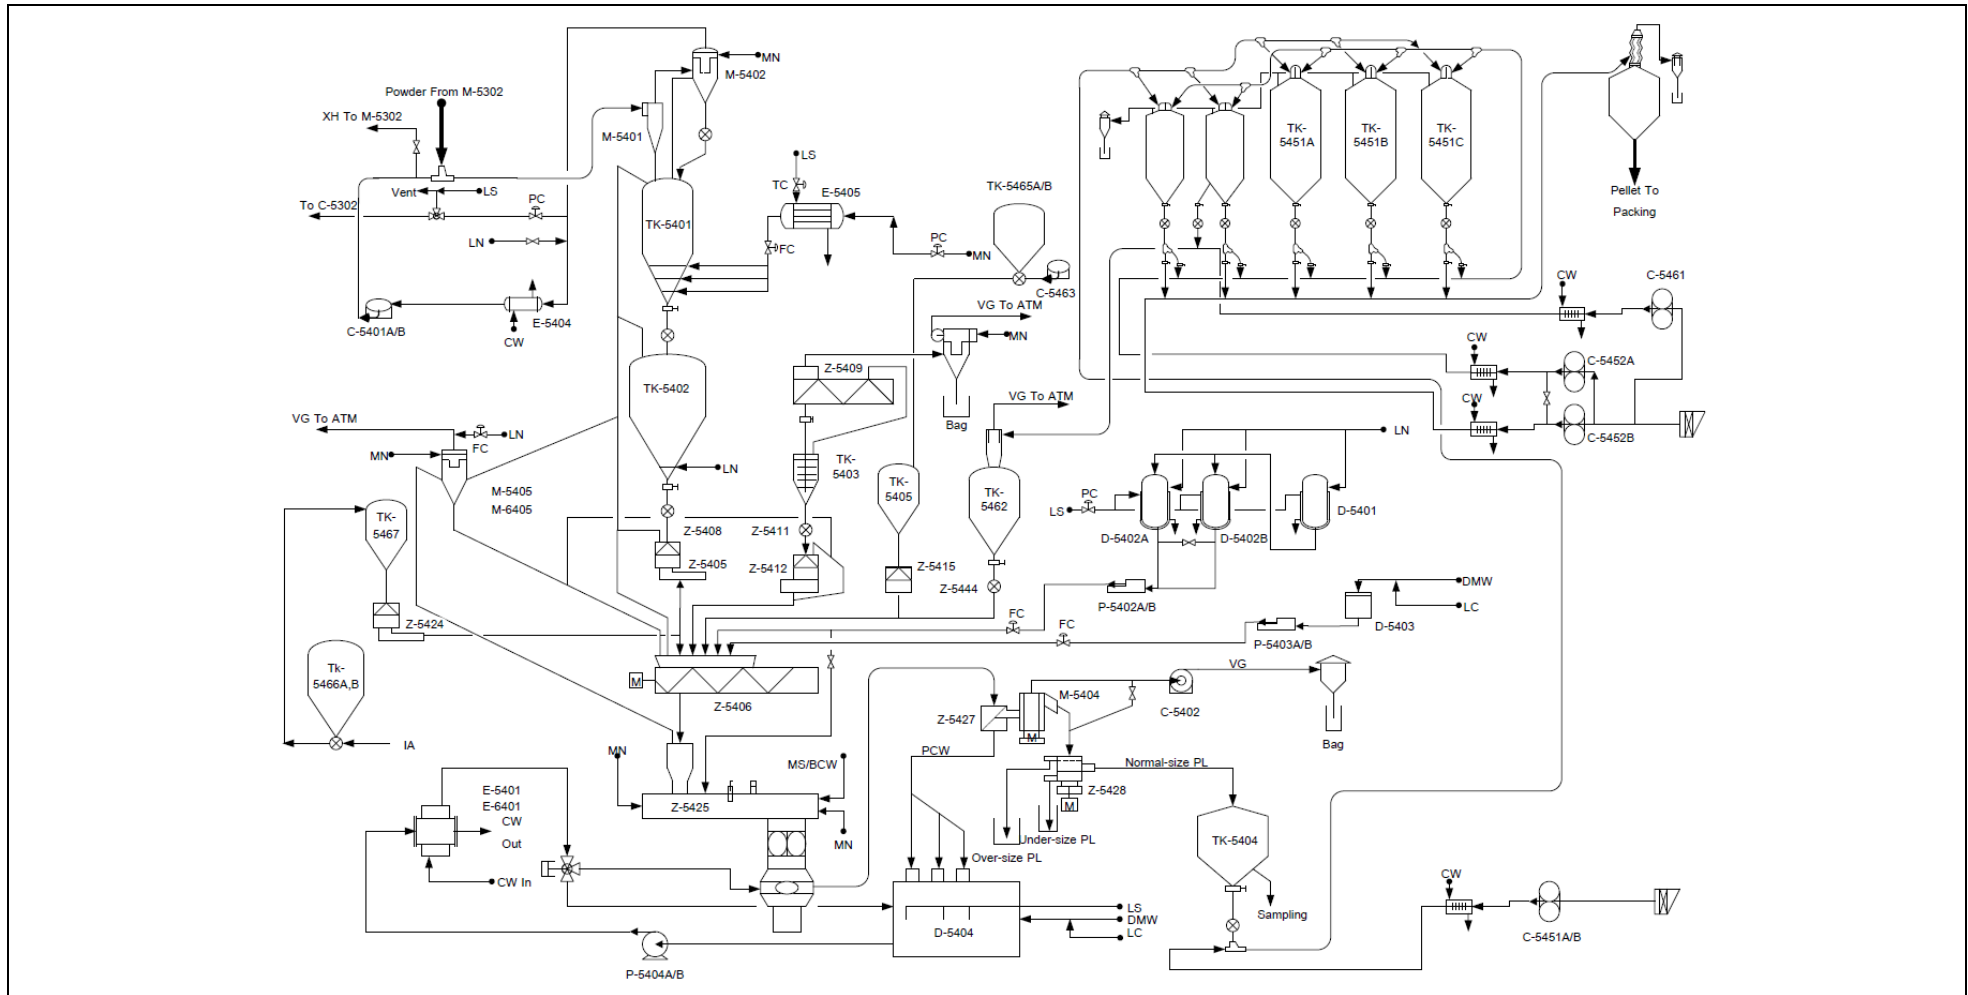 MN
M-5402
Powder From M-5302
XH To M-5302
M-5401
Vent
LS
To C-5302
PC
LN
C-5401A/B
E-5404
CW
TK-5401
LS
TC
E-5405
FC
PC
MN
TK-5465A/B
C-5463
VG To ATM
MN
Bag
TK-5402
Z-5409
VG To ATM
VG To ATM
LN
FC
MN
M-5405
M-6405
LN
TK-
5403
TK-
5405
TK-
5462
TK-
5467
Z-5408
Z-5405
Z-5411
Z-5412
Z-5415
Z-5444
Z-5424
Tk-
5466A,B
IA
M
Z-5406
TK-
5451A
TK-
5451B
TK-
5451C
Pellet To
Packing
CW
C-5461
CW
C-5452A
CW
C-5452B
LN
PC
LS
D-5402A
D-5402B
D-5401
P-5402A/B
FC
FC
DMW
LC
D-5403
P-5403A/B
VG
M-5404
Z-5427
C-5402
M
Bag
PCW
MN
MS/BCW
Z-5425
MN
Normal-size PL
Z-5428
M
Under-size PL
Over-size PL
TK-5404
Sampling
E-5401
E-6401
CW
Out
CW In
P-5404A/B
D-5404
LS
DMW
LC
CW
C-5451A/B